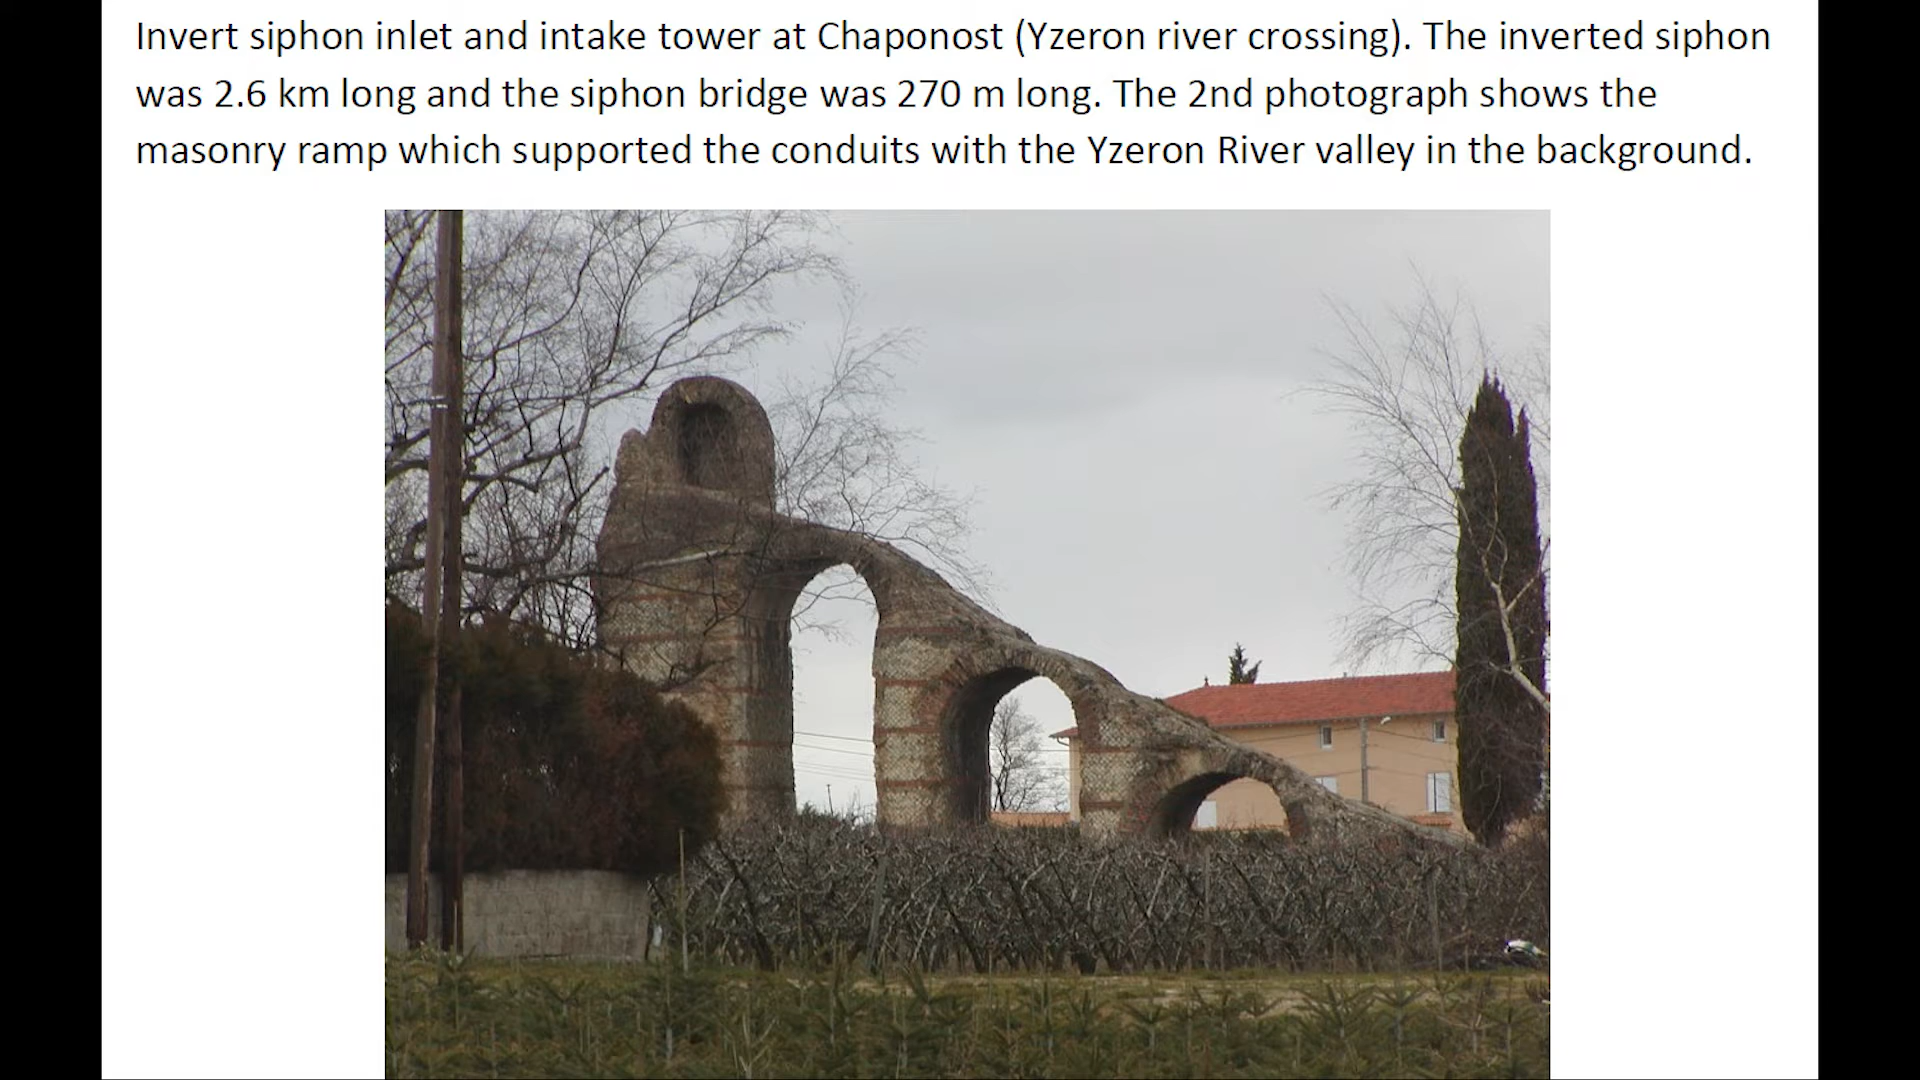 Invert siphon inlet and intake tower at Chaponost (Yzeron river crossing). The inverted siphon
was 2.6 km long and the siphon bridge was 270 m long. The 2nd photograph shows the
masonry ramp which supported the conduits with the Yzeron River valley in the background.